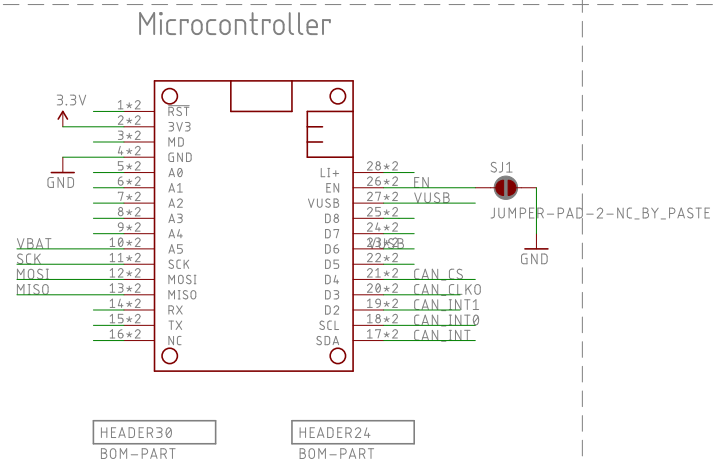 Microcontroller
3.3V
GND
1*2 RST
2*2 3V3
3*2 MD
4*2 GND
5*2 A0
6*2 A1
7*2 A2
8*2 A3
9*2 A4
VBAT 10*2 A5
SCK 11*2 SCK
MOSI 12*2 MOSI
MISO 13*2 MISO
14*2 RX
15*2 TX
16*2 NC
LI+ 28*2
EN 26*2 EN
VUSB 27*2 VUSB
D8 25*2
D7 24*2
D6 23*2 VUSB
D5 22*2
D4 21*2 CAN_CS
D3 20*2 CAN_CLKO
D2 19*2 CAN_INT1
SCL 18*2 CAN_INT0
SDA 17*2 CAN_INT
SJ1
JUMPER-PAD-2-NC_BY_PASTE
GND
HEADER30
BOM-PART
HEADER24
BOM-PART